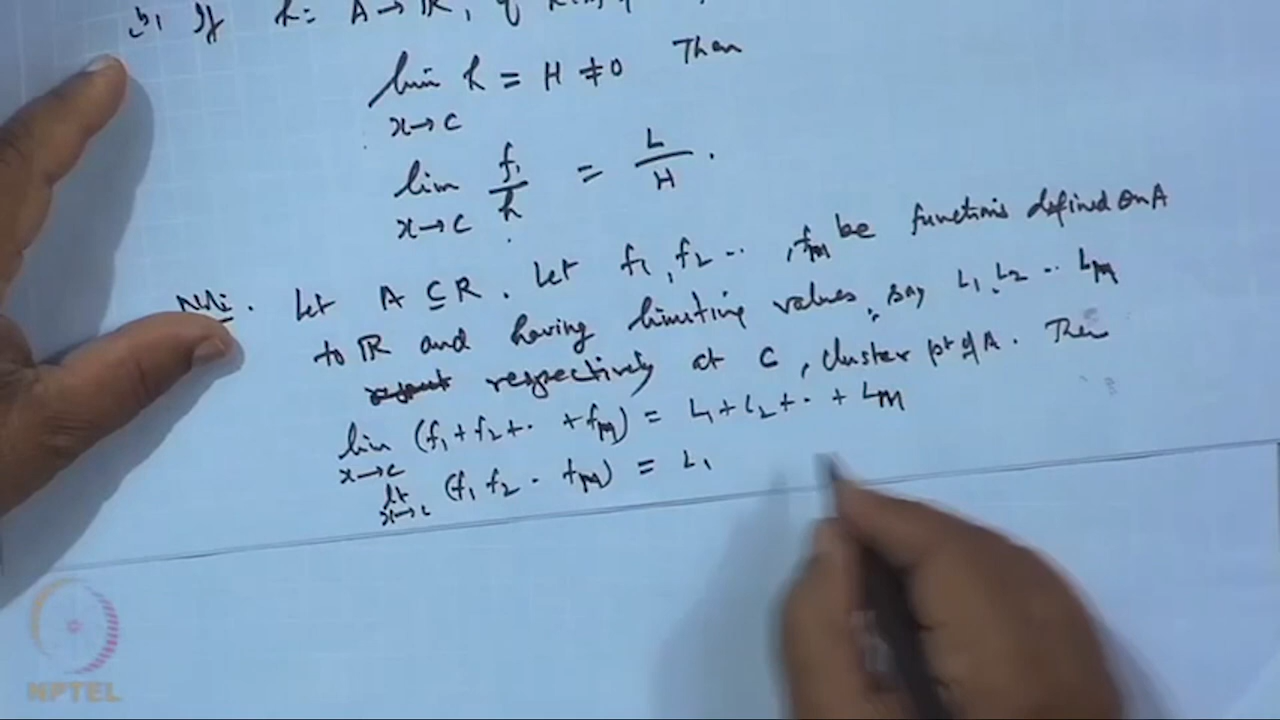 If h: A → ℝ, if
lim h = H ≠ 0 Then
x→c
lim f₁/h = L/H.
x→c
Let A ⊆ R. Let f₁, f₂ .. , fₘ be functions defined on A
to ℝ and having limiting values, say L₁, L₂ .. Lₘ
respectively at c, cluster pt of A. Then
lim (f₁+f₂+. +fₘ) = L₁+L₂+. + Lₘ
x→c
lt (f₁ f₂ . fₘ) = L₁
x→c
NPTEL